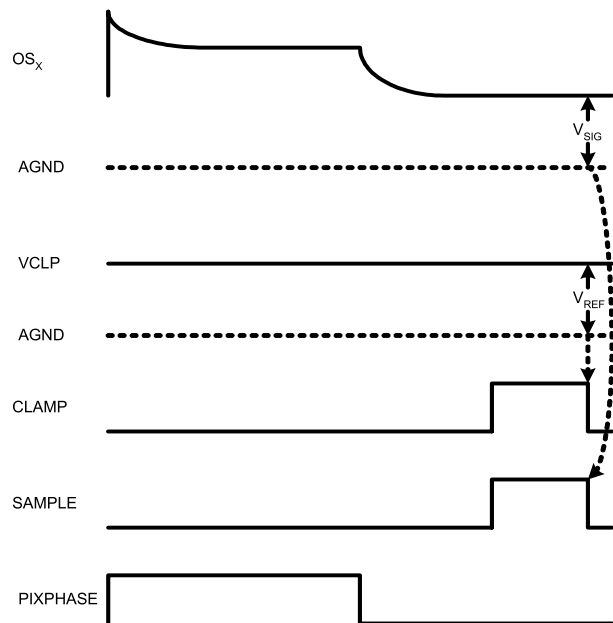 OSX
VSIG
AGND
VCLP
VREF
AGND
CLAMP
SAMPLE
PIXPHASE